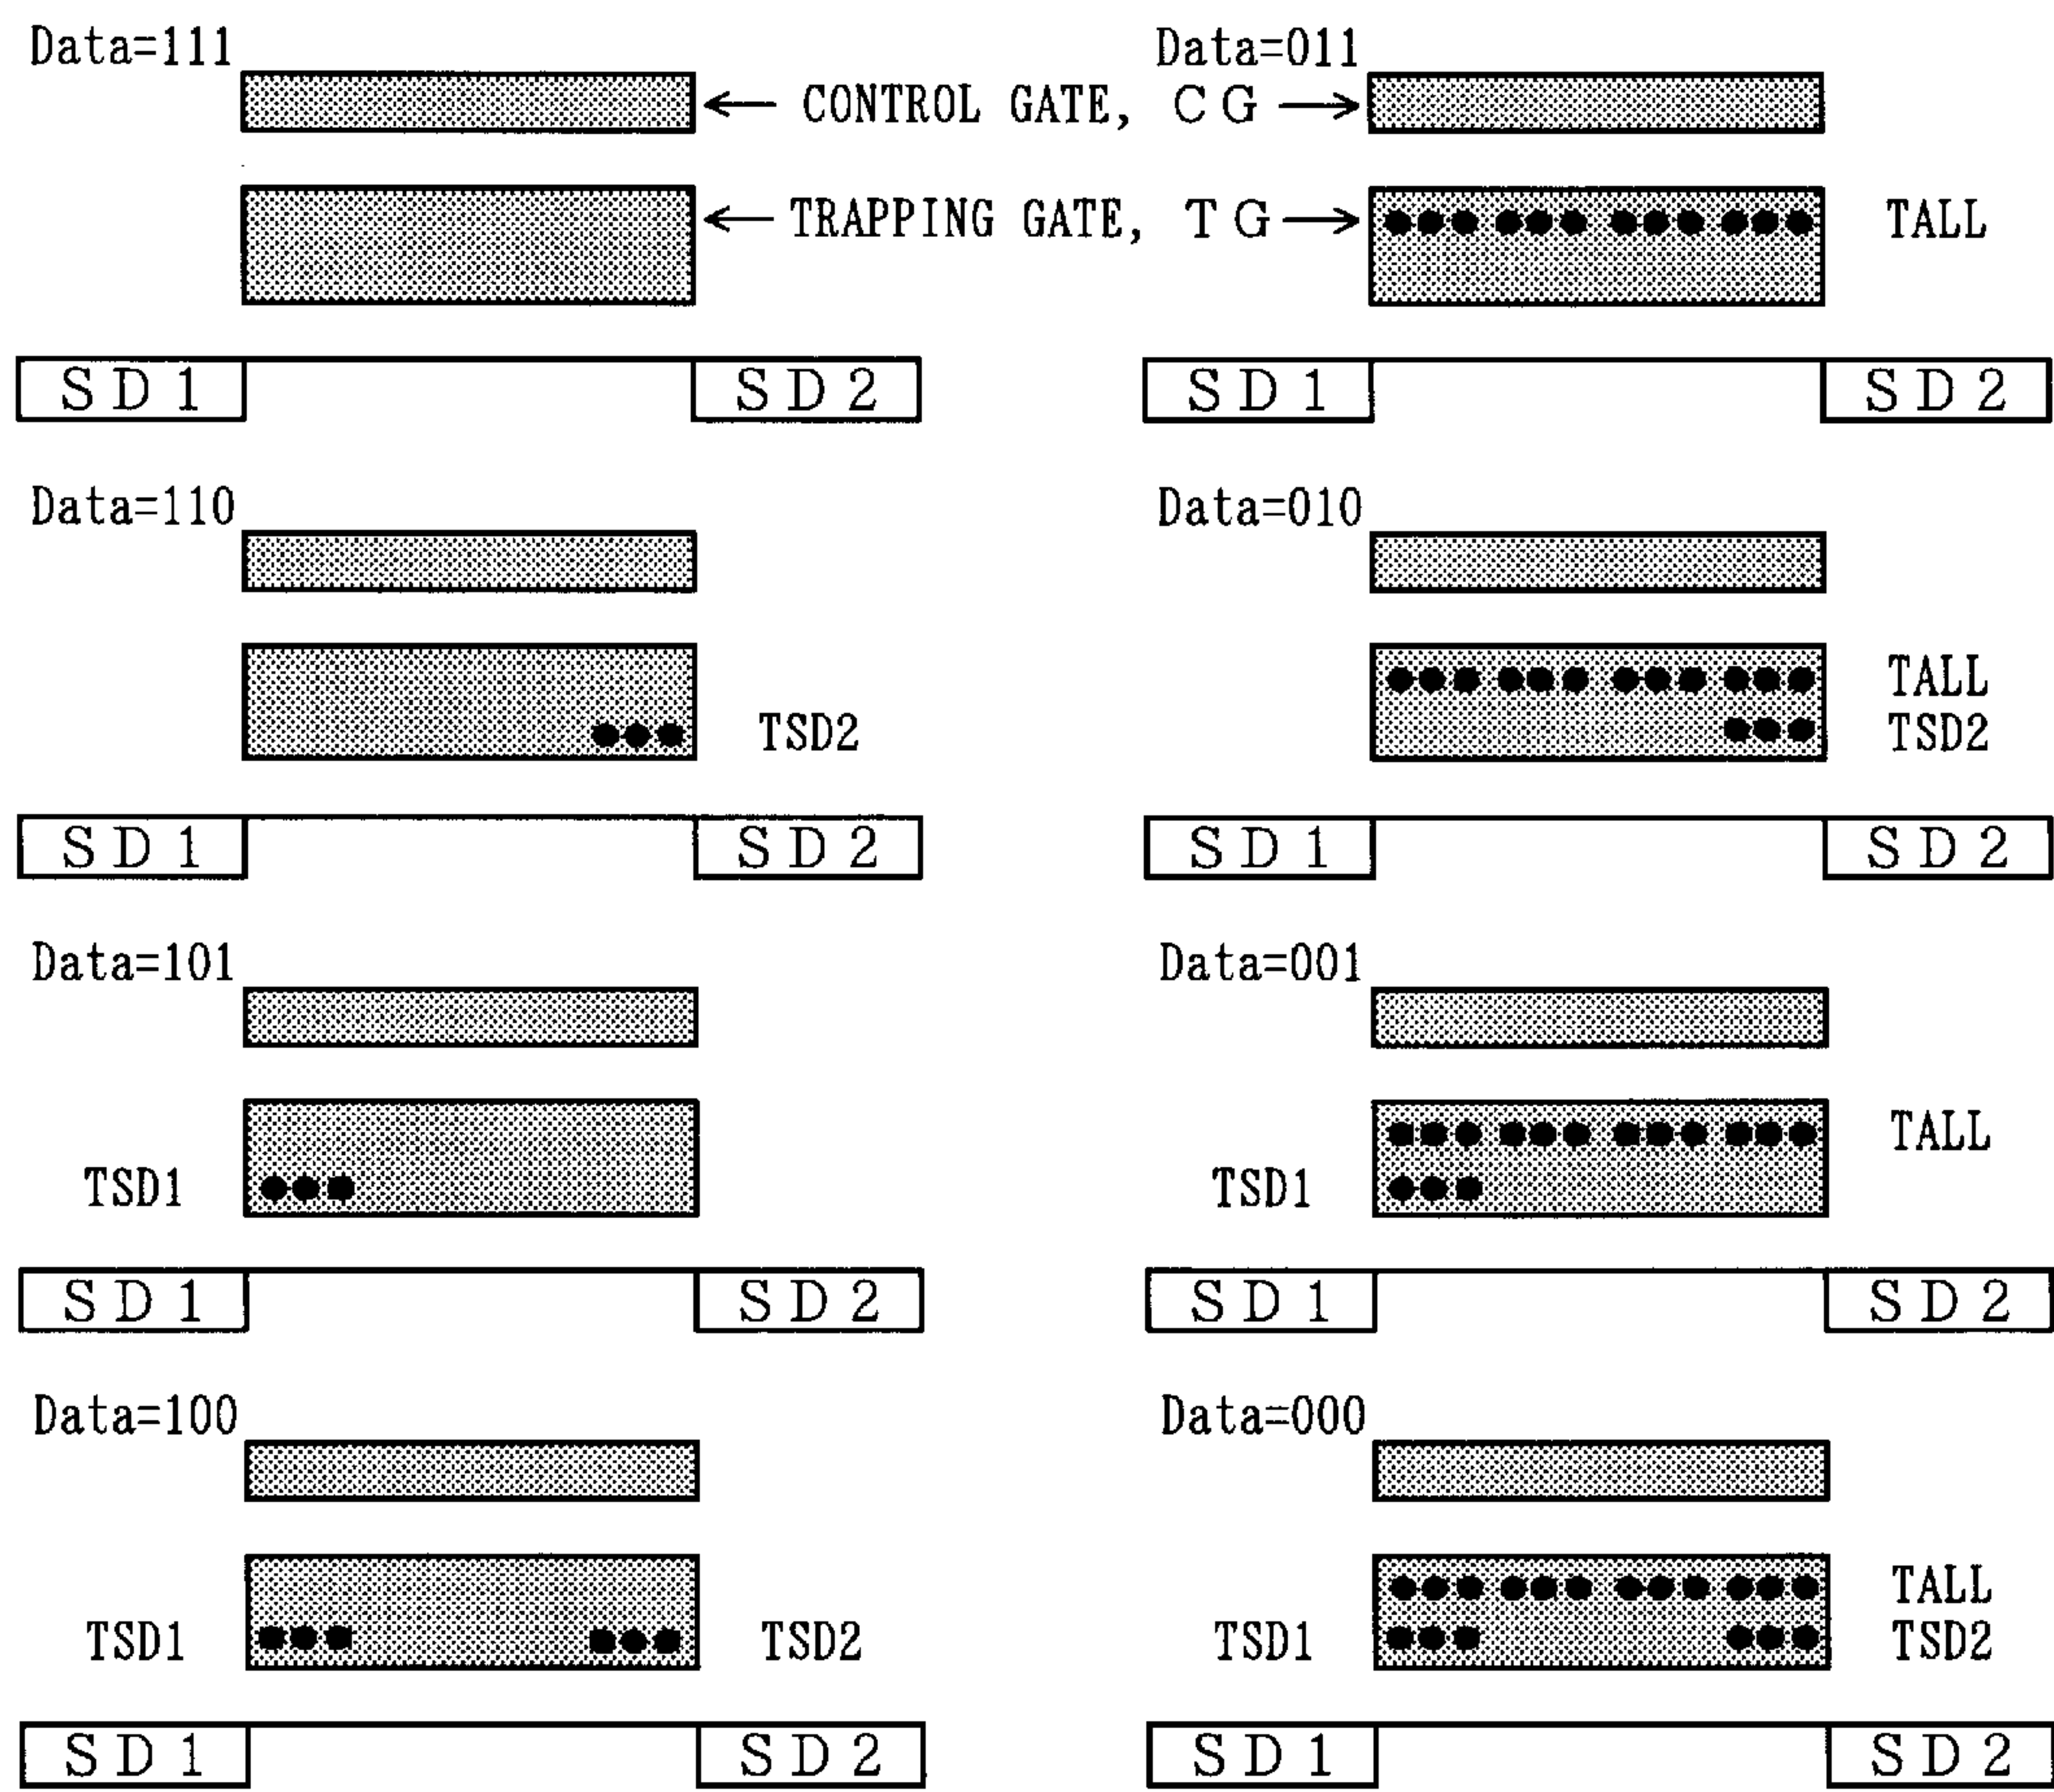 Data=111
Data=011
CONTROL GATE, CG
TRAPPING GATE, TG
TALL
SD1 SD2
SD1 SD2
Data=110
Data=010
TALL
TSD2
TSD2
SD1 SD2
SD1 SD2
Data=101
Data=001
TALL
TSD1
TSD1
SD1 SD2
SD1 SD2
Data=100
Data=000
TALL
TSD1 TSD2
TSD1 TSD2
SD1 SD2
SD1 SD2